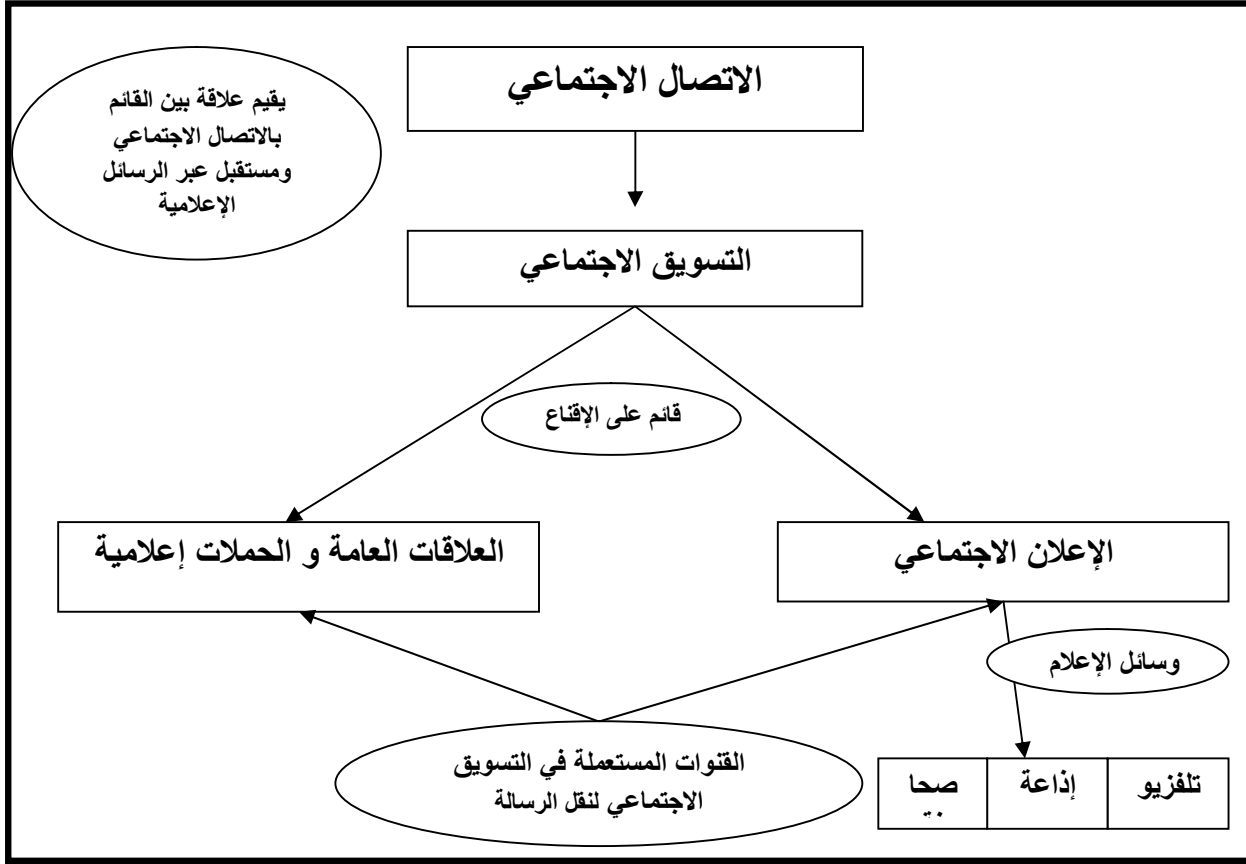 الاتصال الاجتماعي
يقيم علاقة بين القائم
بالاتصال الاجتماعي
ومستقبل عبر الرسائل
الإعلامية
التسويق الاجتماعي
قائم على الإقناع
الإعلان الاجتماعي
العلاقات العامة و الحملات إعلامية
وسائل الإعلام
القنوات المستعملة في التسويق
الاجتماعي لنقل الرسالة
تلفزيو
إذاعة
صحا